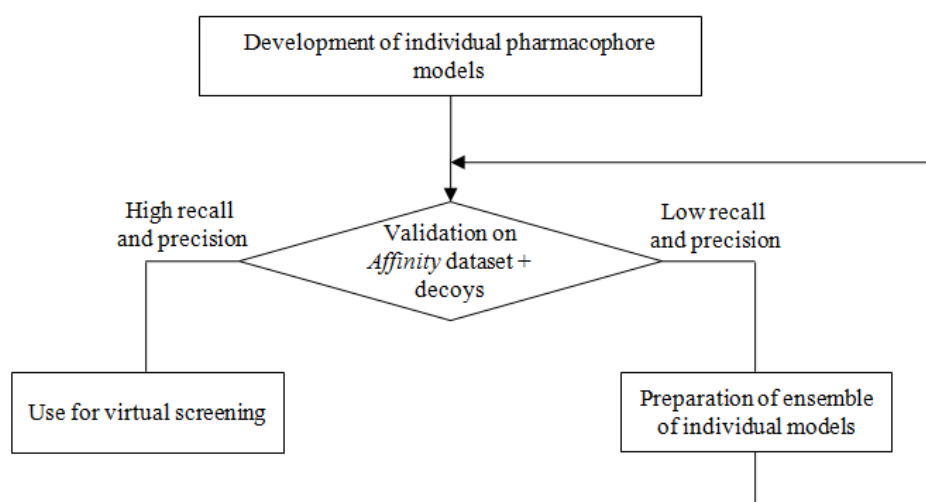 Development of individual pharmacophore
models
High recall
and precision
Validation on
Affinity dataset +
decoys
Low recall
and precision
Use for virtual screening
Preparation of ensemble
of individual models